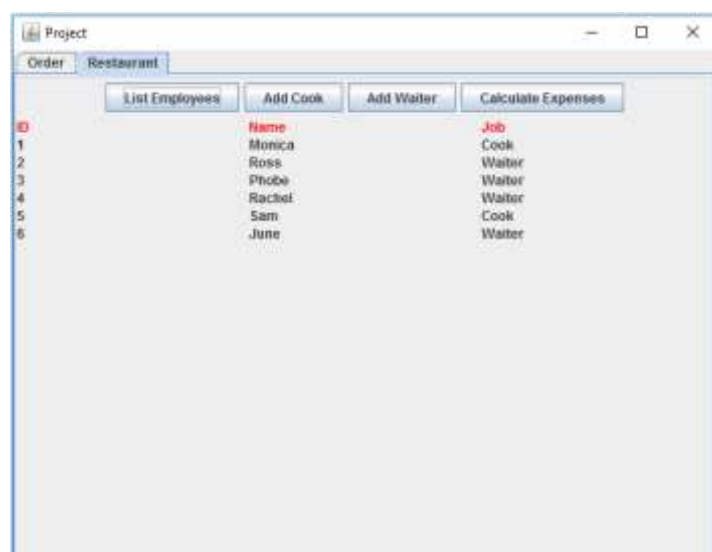 Project
Order Restaurant
List Employees Add Cook Add Waiter Calculate Expenses
ID Name Job
1 Monica Cook
2 Ross Waiter
3 Phobe Waiter
4 Rachel Waiter
5 Sam Cook
6 June Waiter